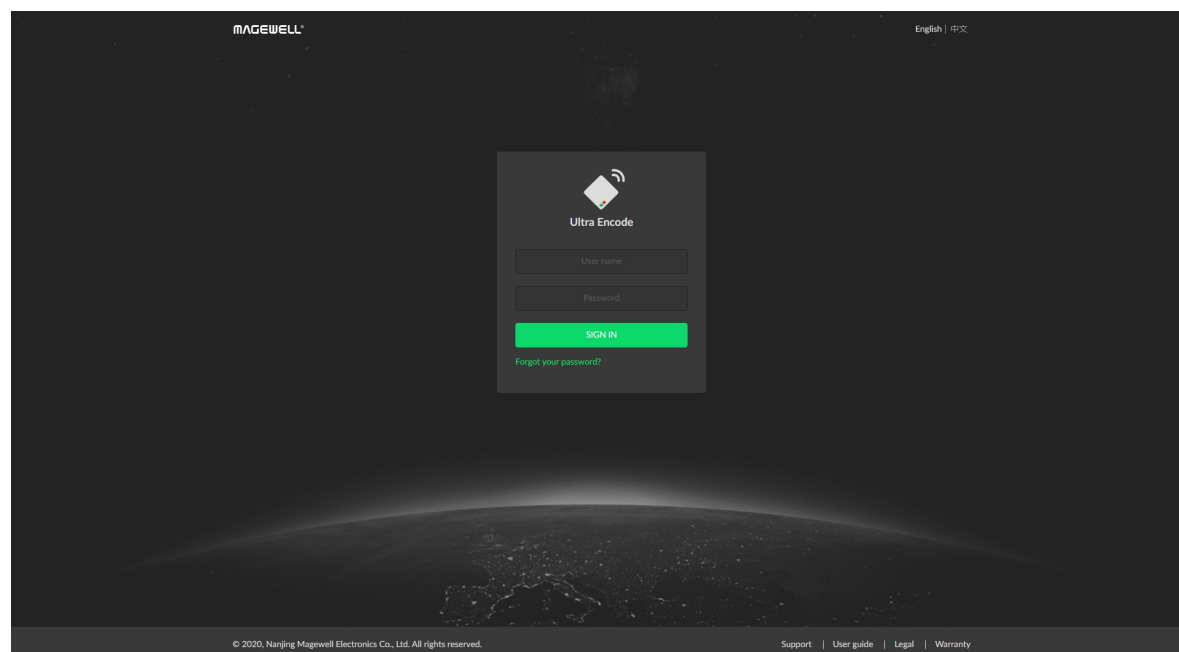 MAGEWELL®
English | 中文
Ultra Encode
User name
Password
SIGN IN
Forgot your password?
© 2020, Nanjing Magewell Electronics Co., Ltd. All rights reserved.
Support | User guide | Legal | Warranty